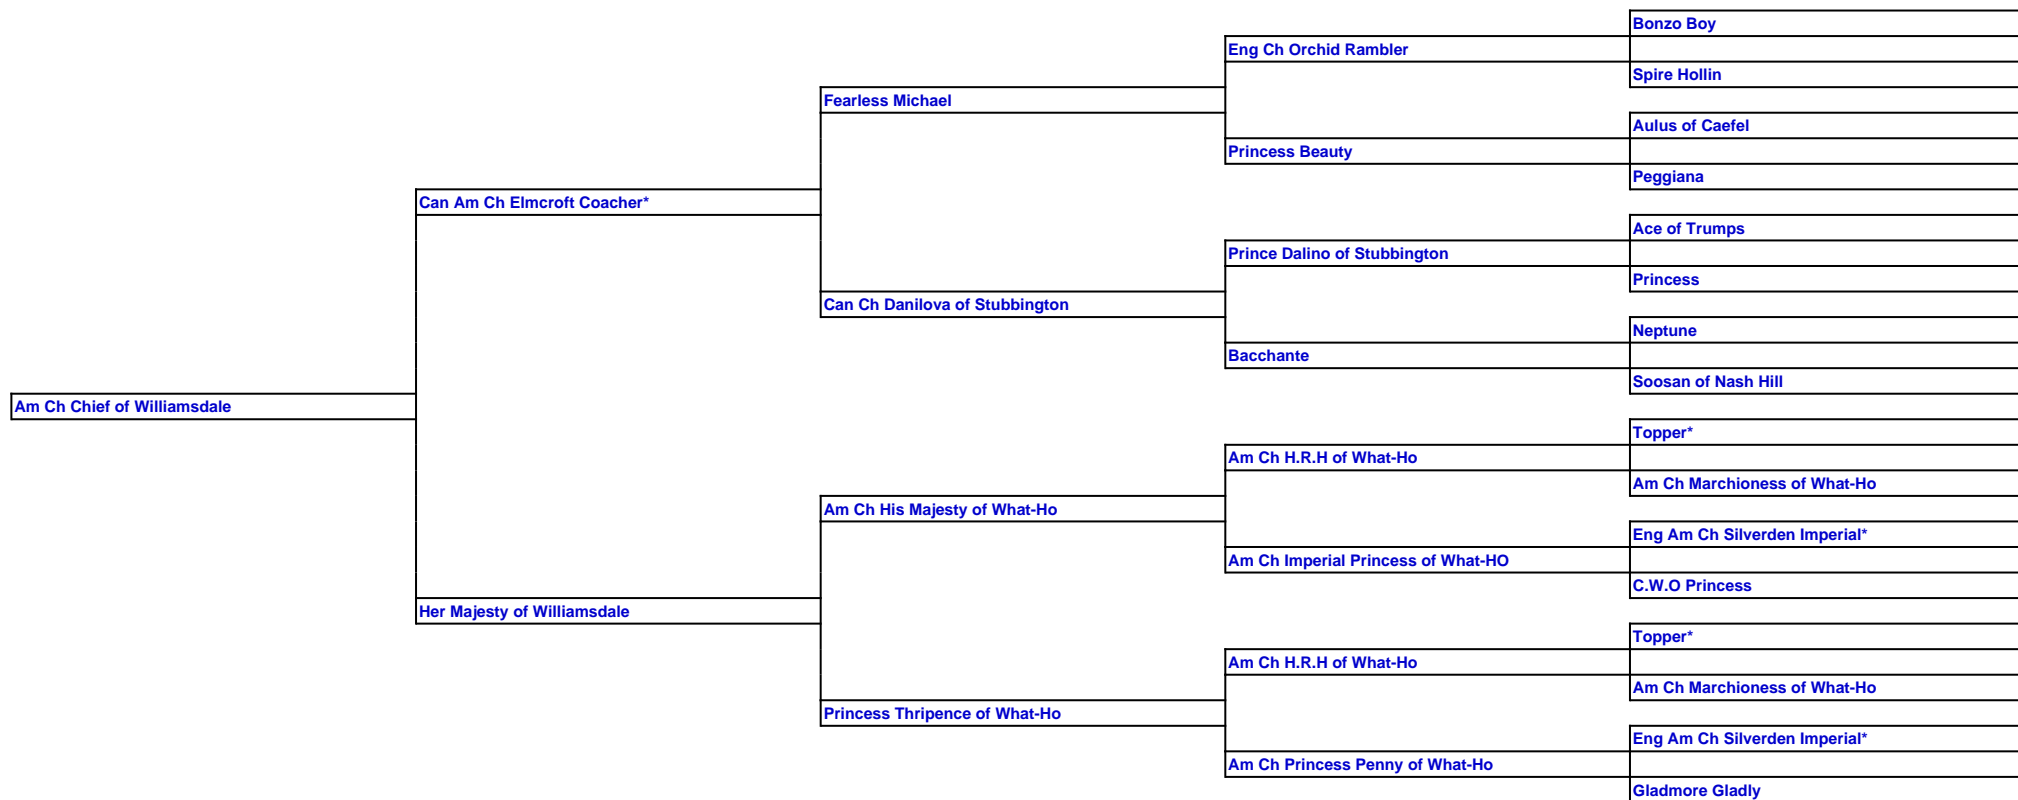 Bonzo Boy
Eng Ch Orchid Rambler
Spire Hollin
Fearless Michael
Aulus of Caefel
Princess Beauty
Peggiana
Can Am Ch Elmcroft Coacher*
Ace of Trumps
Prince Dalino of Stubbington
Princess
Can Ch Danilova of Stubbington
Neptune
Bacchante
Soosan of Nash Hill
Am Ch Chief of Williamsdale
Topper*
Am Ch H.R.H of What-Ho
Am Ch Marchioness of What-Ho
Am Ch His Majesty of What-Ho
Eng Am Ch Silverden Imperial*
Am Ch Imperial Princess of What-HO
C.W.O Princess
Her Majesty of Williamsdale
Topper*
Am Ch H.R.H of What-Ho
Am Ch Marchioness of What-Ho
Princess Thripence of What-Ho
Eng Am Ch Silverden Imperial*
Am Ch Princess Penny of What-Ho
Gladmore Gladly